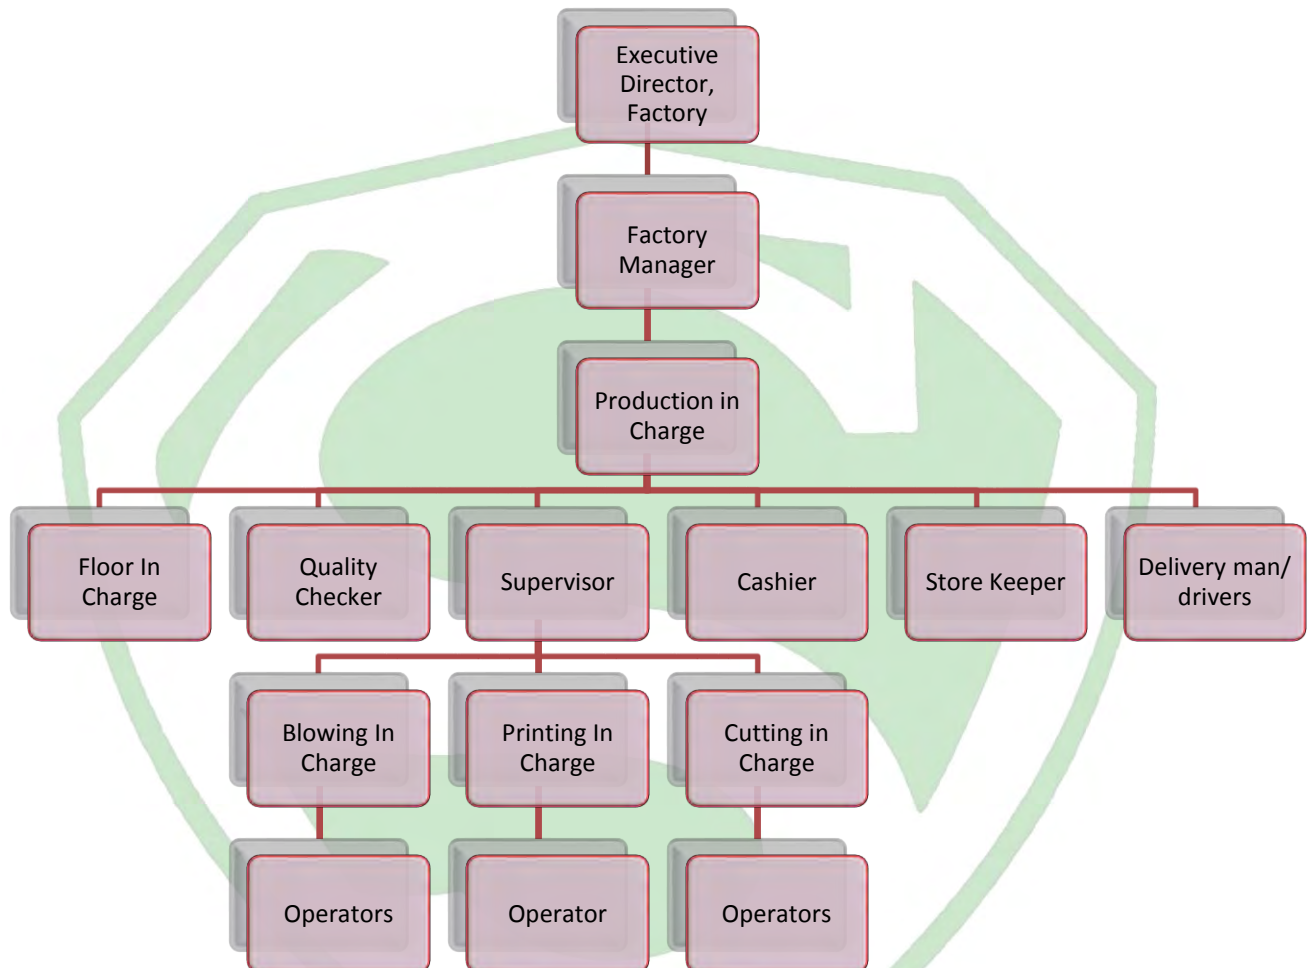 Executive
Director,
Factory
Factory
Manager
Production in
Charge
Floor In
Charge
Quality
Checker
Supervisor
Cashier
Store Keeper
Delivery man/
drivers
Blowing In
Charge
Printing In
Charge
Cutting in
Charge
Operators
Operator
Operators